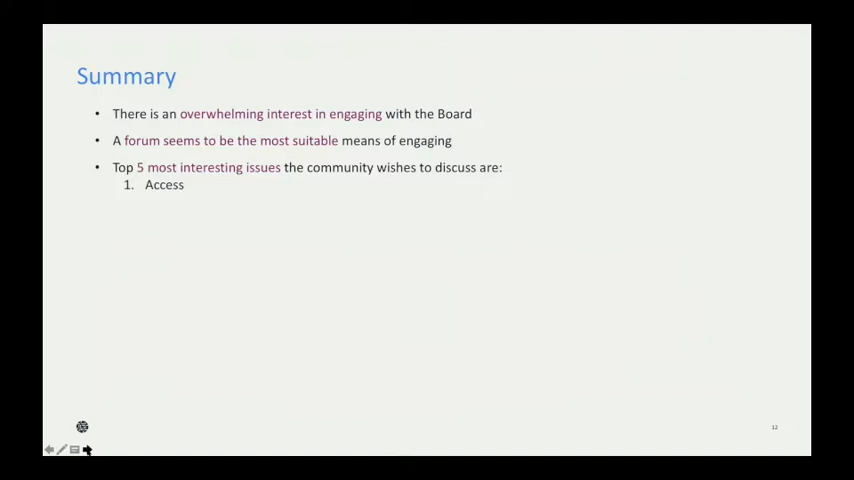 Summary
• There is an overwhelming interest in engaging with the Board
• A forum seems to be the most suitable means of engaging
• Top 5 most interesting issues the community wishes to discuss are:
1. Access
12